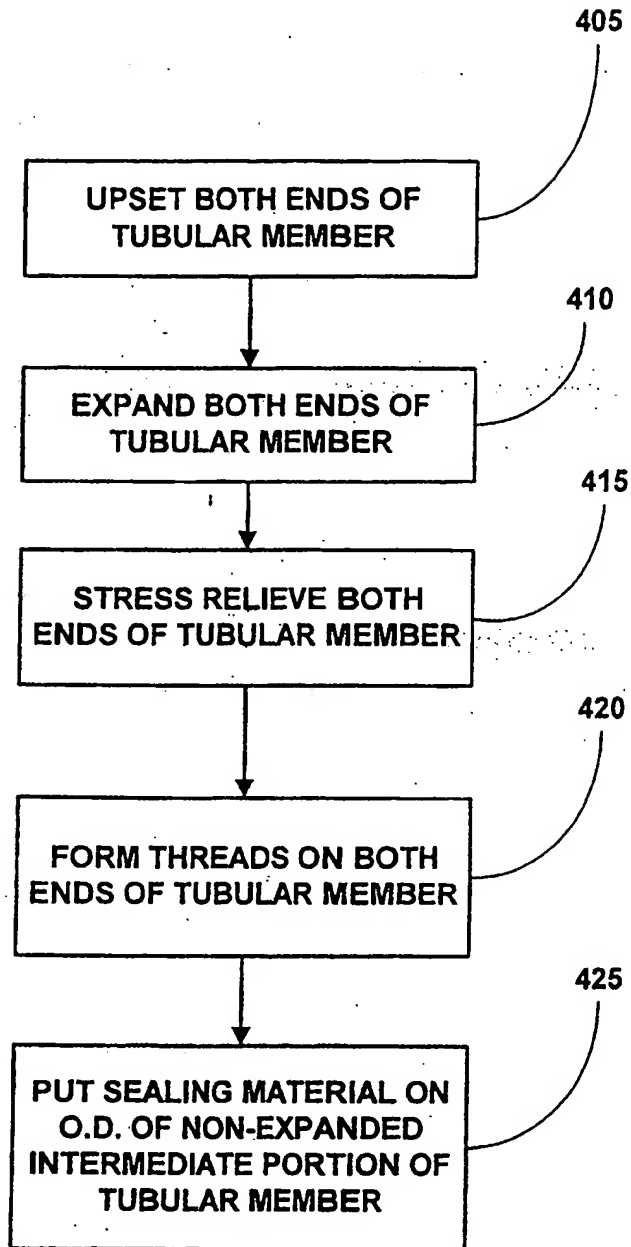 405
UPSET BOTH ENDS OF
TUBULAR MEMBER
410
EXPAND BOTH ENDS OF
TUBULAR MEMBER
415
STRESS RELIEVE BOTH
ENDS OF TUBULAR MEMBER
420
FORM THREADS ON BOTH
ENDS OF TUBULAR MEMBER
425
PUT SEALING MATERIAL ON
O.D. OF NON-EXPANDED
INTERMEDIATE PORTION OF
TUBULAR MEMBER